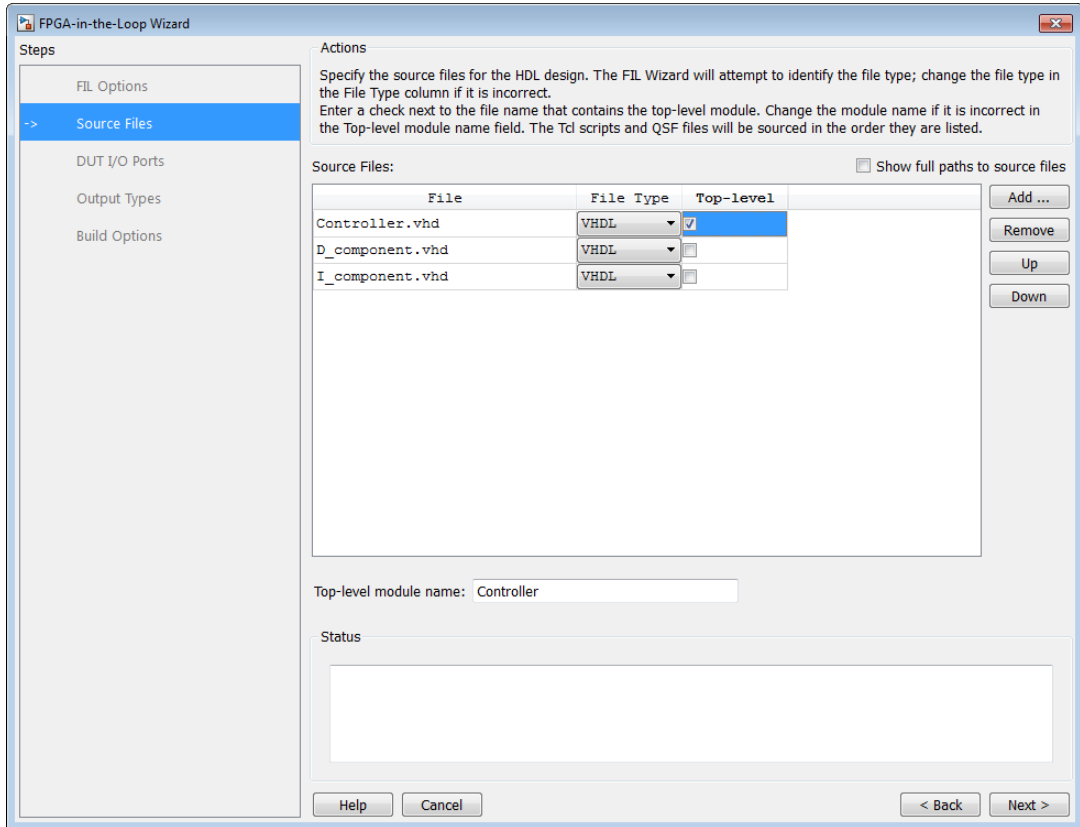 FPGA-in-the-Loop Wizard
Steps
FIL Options
-> Source Files
DUT I/O Ports
Output Types
Build Options
Actions
Specify the source files for the HDL design. The FIL Wizard will attempt to identify the file type; change the file type in
the File Type column if it is incorrect.
Enter a check next to the file name that contains the top-level module. Change the module name if it is incorrect in
the Top-level module name field. The Tcl scripts and QSF files will be sourced in the order they are listed.
Source Files: Show full paths to source files
File File Type Top-level
Controller.vhd VHDL
D_component.vhd VHDL
I_component.vhd VHDL
Add ...
Remove
Up
Down
Top-level module name: Controller
Status
Help Cancel < Back Next >